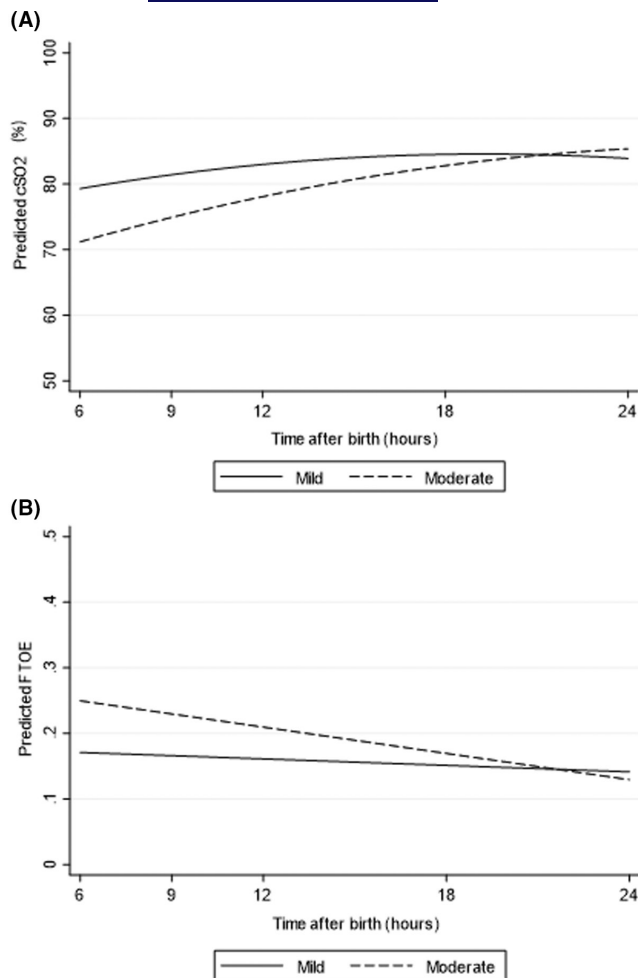 (A)
100
90
80
70
60
50
Predicted cSO2 (%)
6 9 12 18 24
Time after birth (hours)
Mild Moderate
(B)
.5
.4
.3
.2
.1
0
Predicted FTOE
6 9 12 18 24
Time after birth (hours)
Mild Moderate